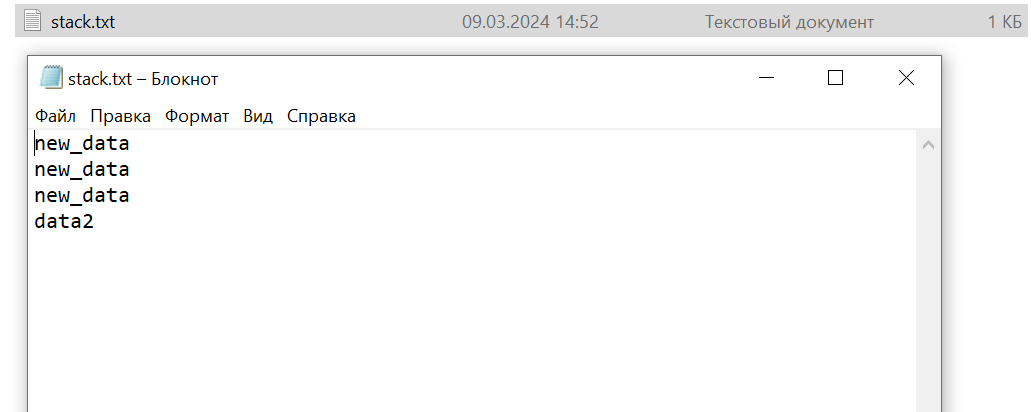 stack.txt 09.03.2024 14:52 Текстовый документ 1 КБ
stack.txt – Блокнот
Файл Правка Формат Вид Справка
new_data
new_data
new_data
data2